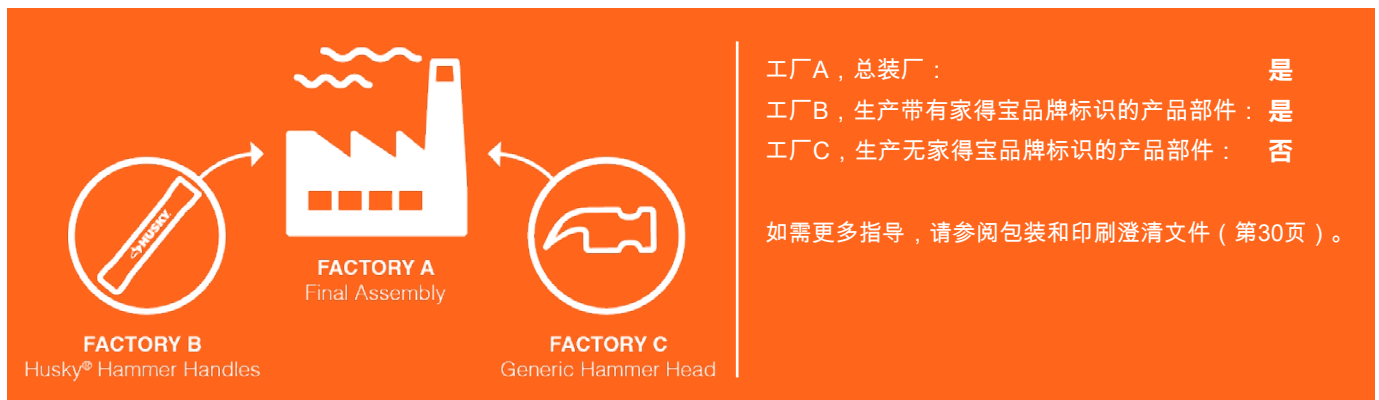 HUSKY
FACTORY A
Final Assembly
FACTORY B
Husky® Hammer Handles
FACTORY C
Generic Hammer Head
工厂A，总装厂： 是
工厂B，生产带有家得宝品牌标识的产品部件： 是
工厂C，生产无家得宝品牌标识的产品部件： 否
如需更多指导，请参阅包装和印刷澄清文件（第30页）。